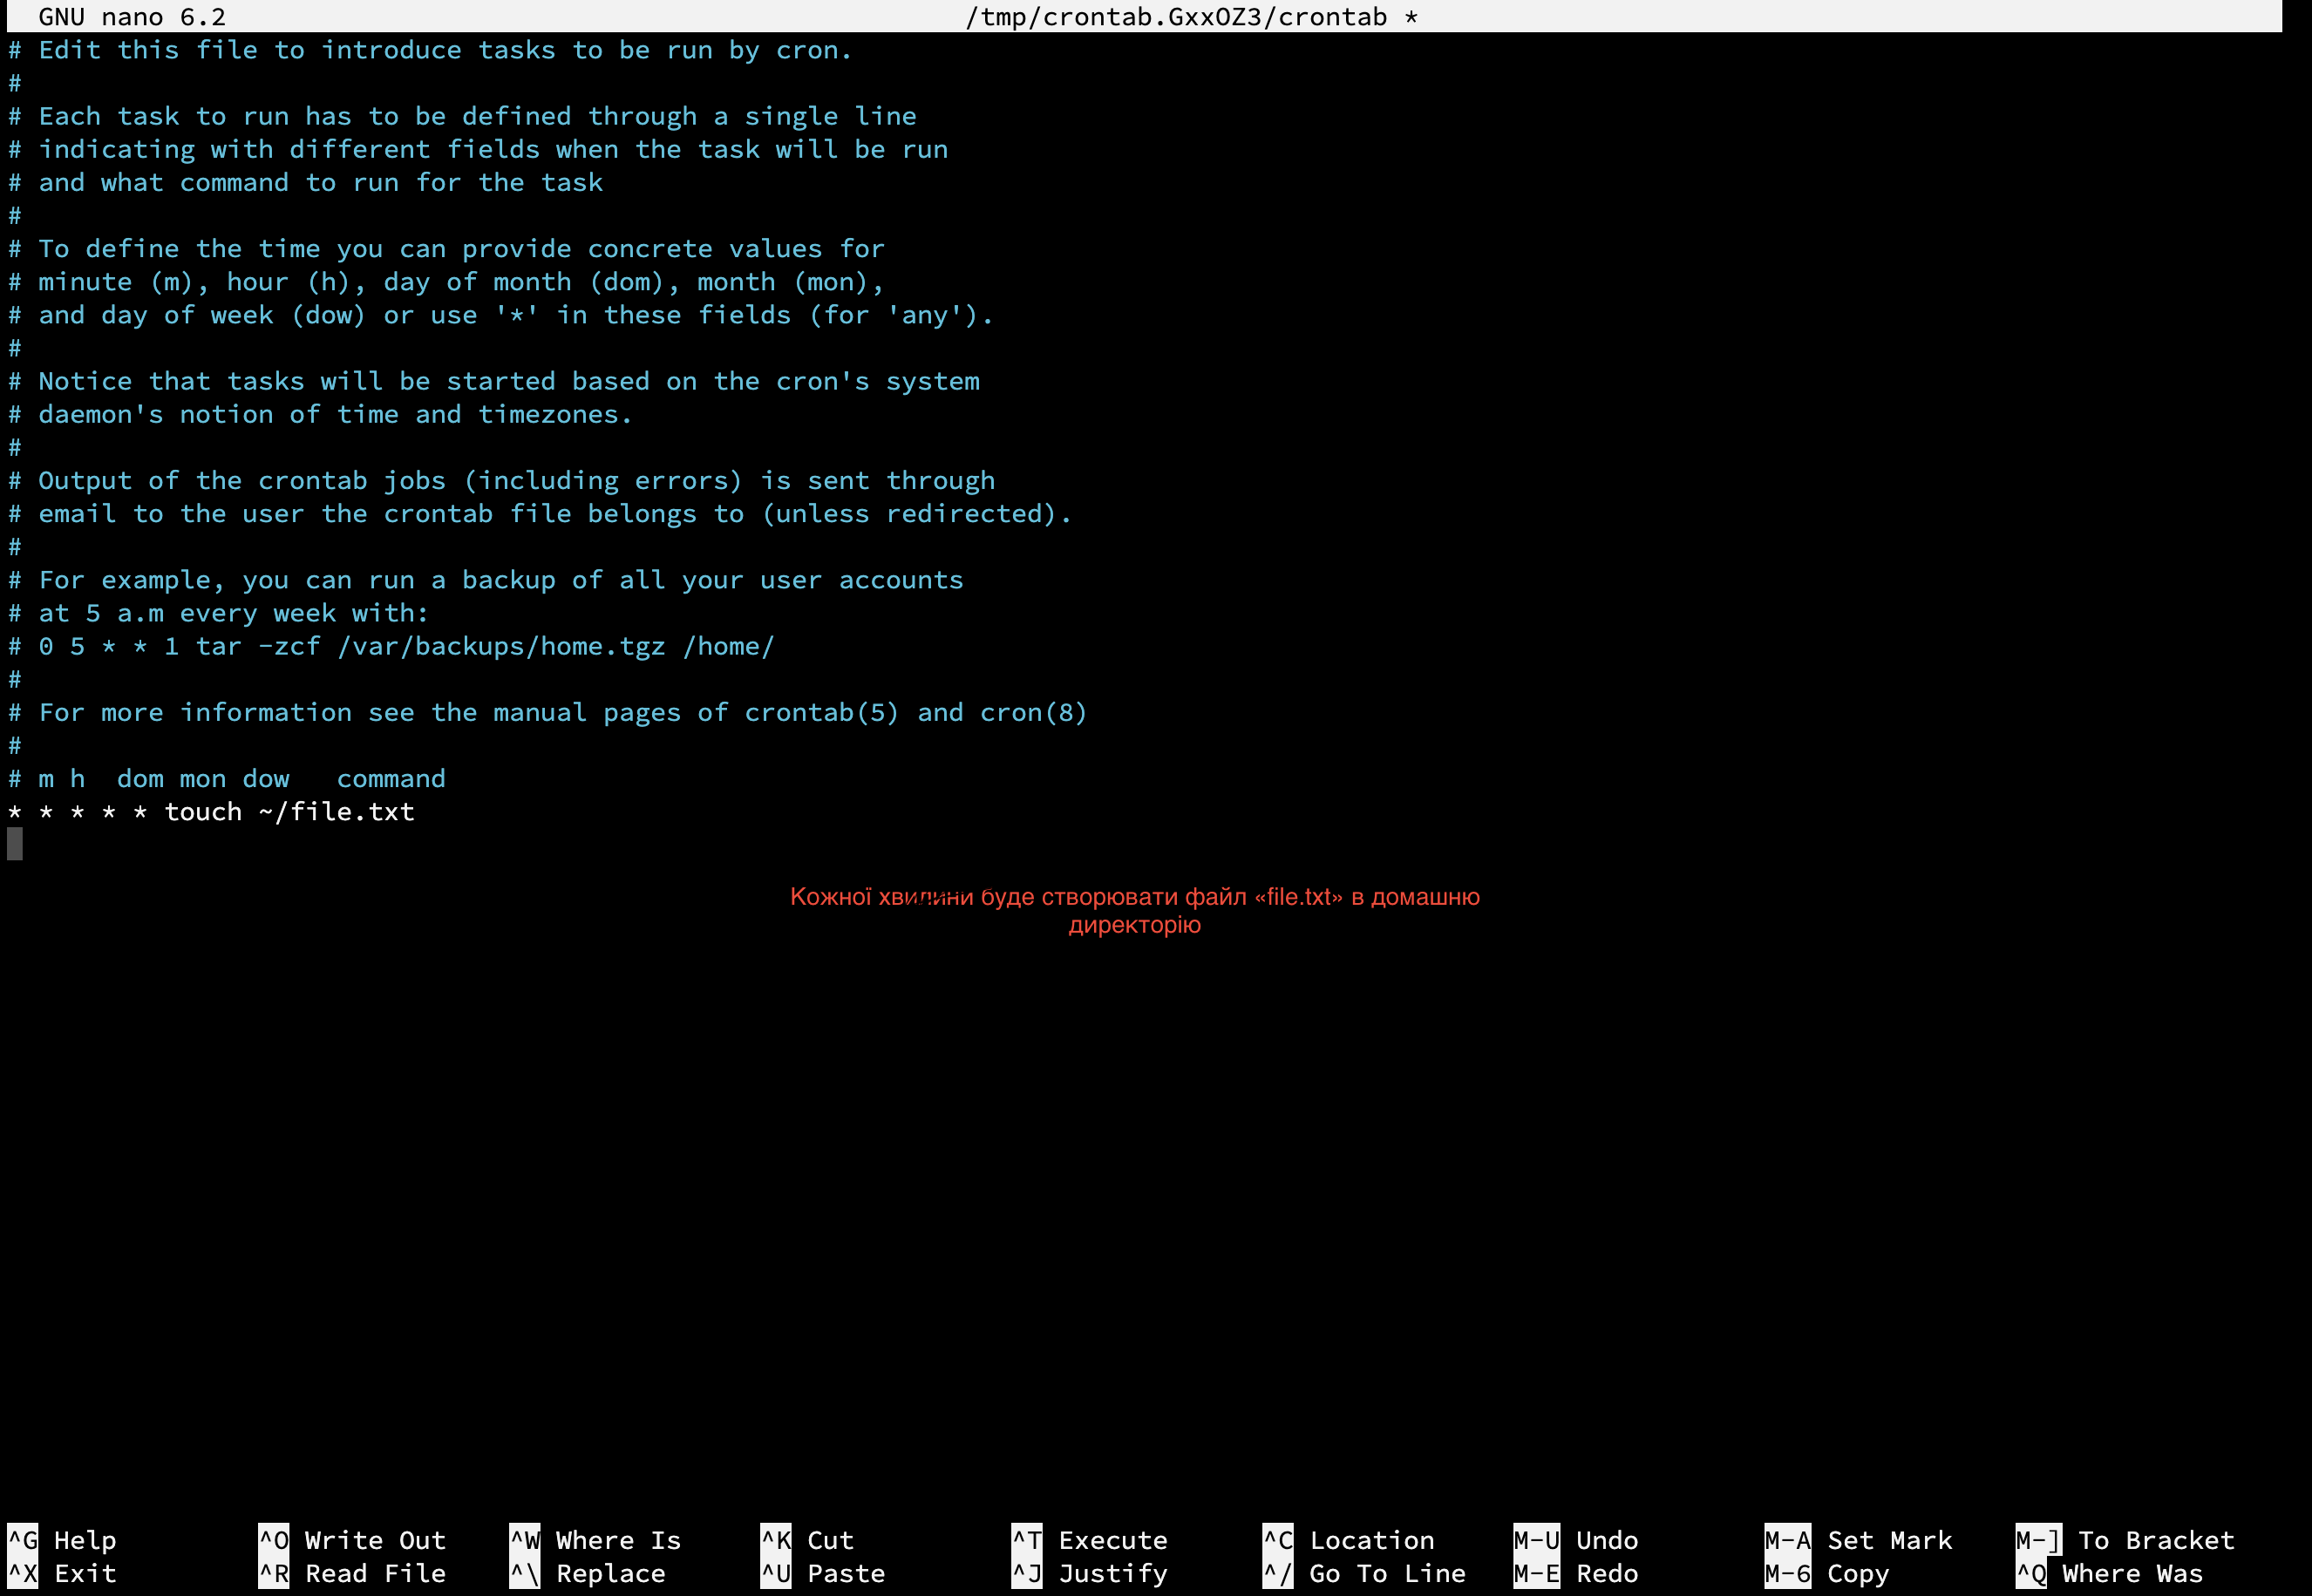 GNU nano 6.2 /tmp/crontab.GxxOZ3/crontab *
# Edit this file to introduce tasks to be run by cron.
#
# Each task to run has to be defined through a single line
# indicating with different fields when the task will be run
# and what command to run for the task
#
# To define the time you can provide concrete values for
# minute (m), hour (h), day of month (dom), month (mon),
# and day of week (dow) or use '*' in these fields (for 'any').
#
# Notice that tasks will be started based on the cron's system
# daemon's notion of time and timezones.
#
# Output of the crontab jobs (including errors) is sent through
# email to the user the crontab file belongs to (unless redirected).
#
# For example, you can run a backup of all your user accounts
# at 5 a.m every week with:
# 0 5 * * 1 tar -zcf /var/backups/home.tgz /home/
#
# For more information see the manual pages of crontab(5) and cron(8)
#
# m h  dom mon dow   command
* * * * * touch ~/file.txt
Кожної хвилини буде створювати файл «file.txt» в домашню
директорію
^G Help ^O Write Out ^W Where Is ^K Cut ^T Execute ^C Location M-U Undo M-A Set Mark M-] To Bracket
^X Exit ^R Read File ^\ Replace ^U Paste ^J Justify ^/ Go To Line M-E Redo M-6 Copy ^Q Where Was